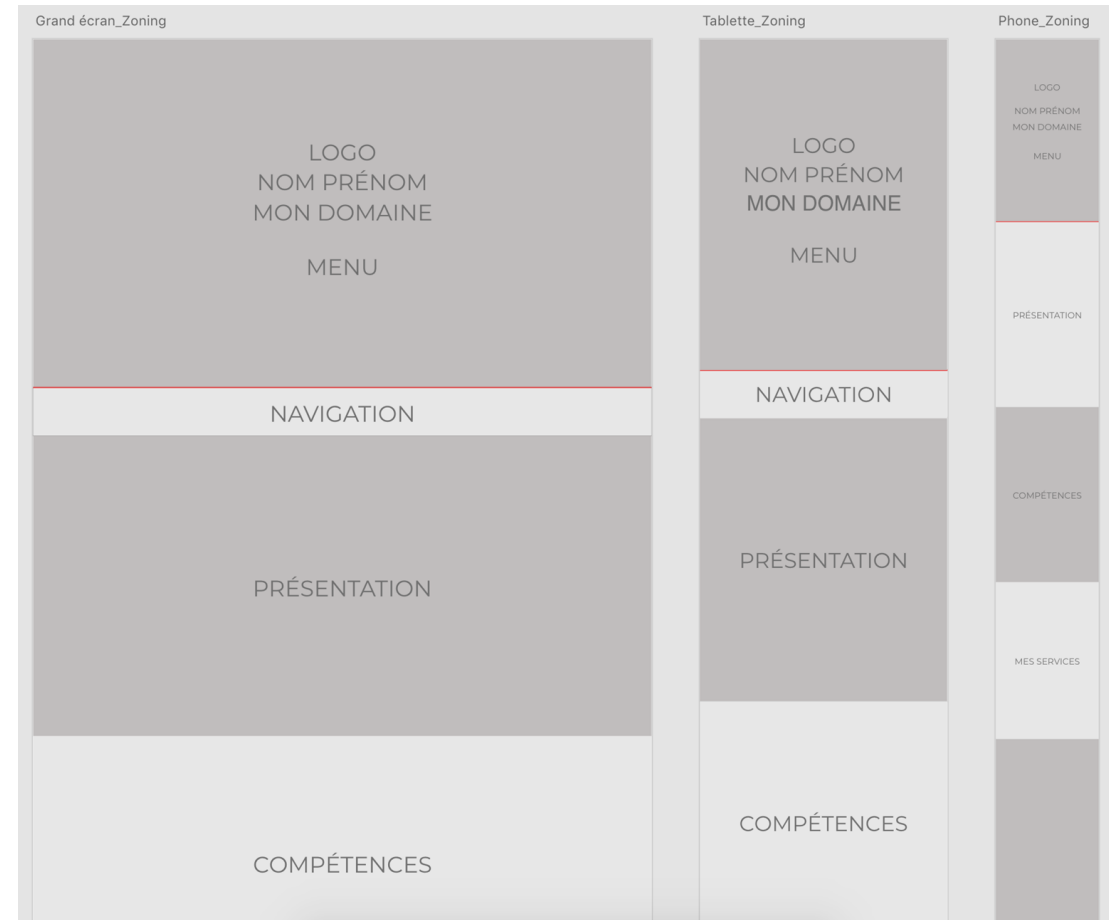 Grand écran_Zoning
LOGO
NOM PRÉNOM
MON DOMAINE
MENU
NAVIGATION
PRÉSENTATION
COMPÉTENCES
Tablette_Zoning
LOGO
NOM PRÉNOM
MON DOMAINE
MENU
NAVIGATION
PRÉSENTATION
COMPÉTENCES
Phone_Zoning
LOGO
NOM PRÉNOM
MON DOMAINE
MENU
PRÉSENTATION
COMPÉTENCES
MES SERVICES